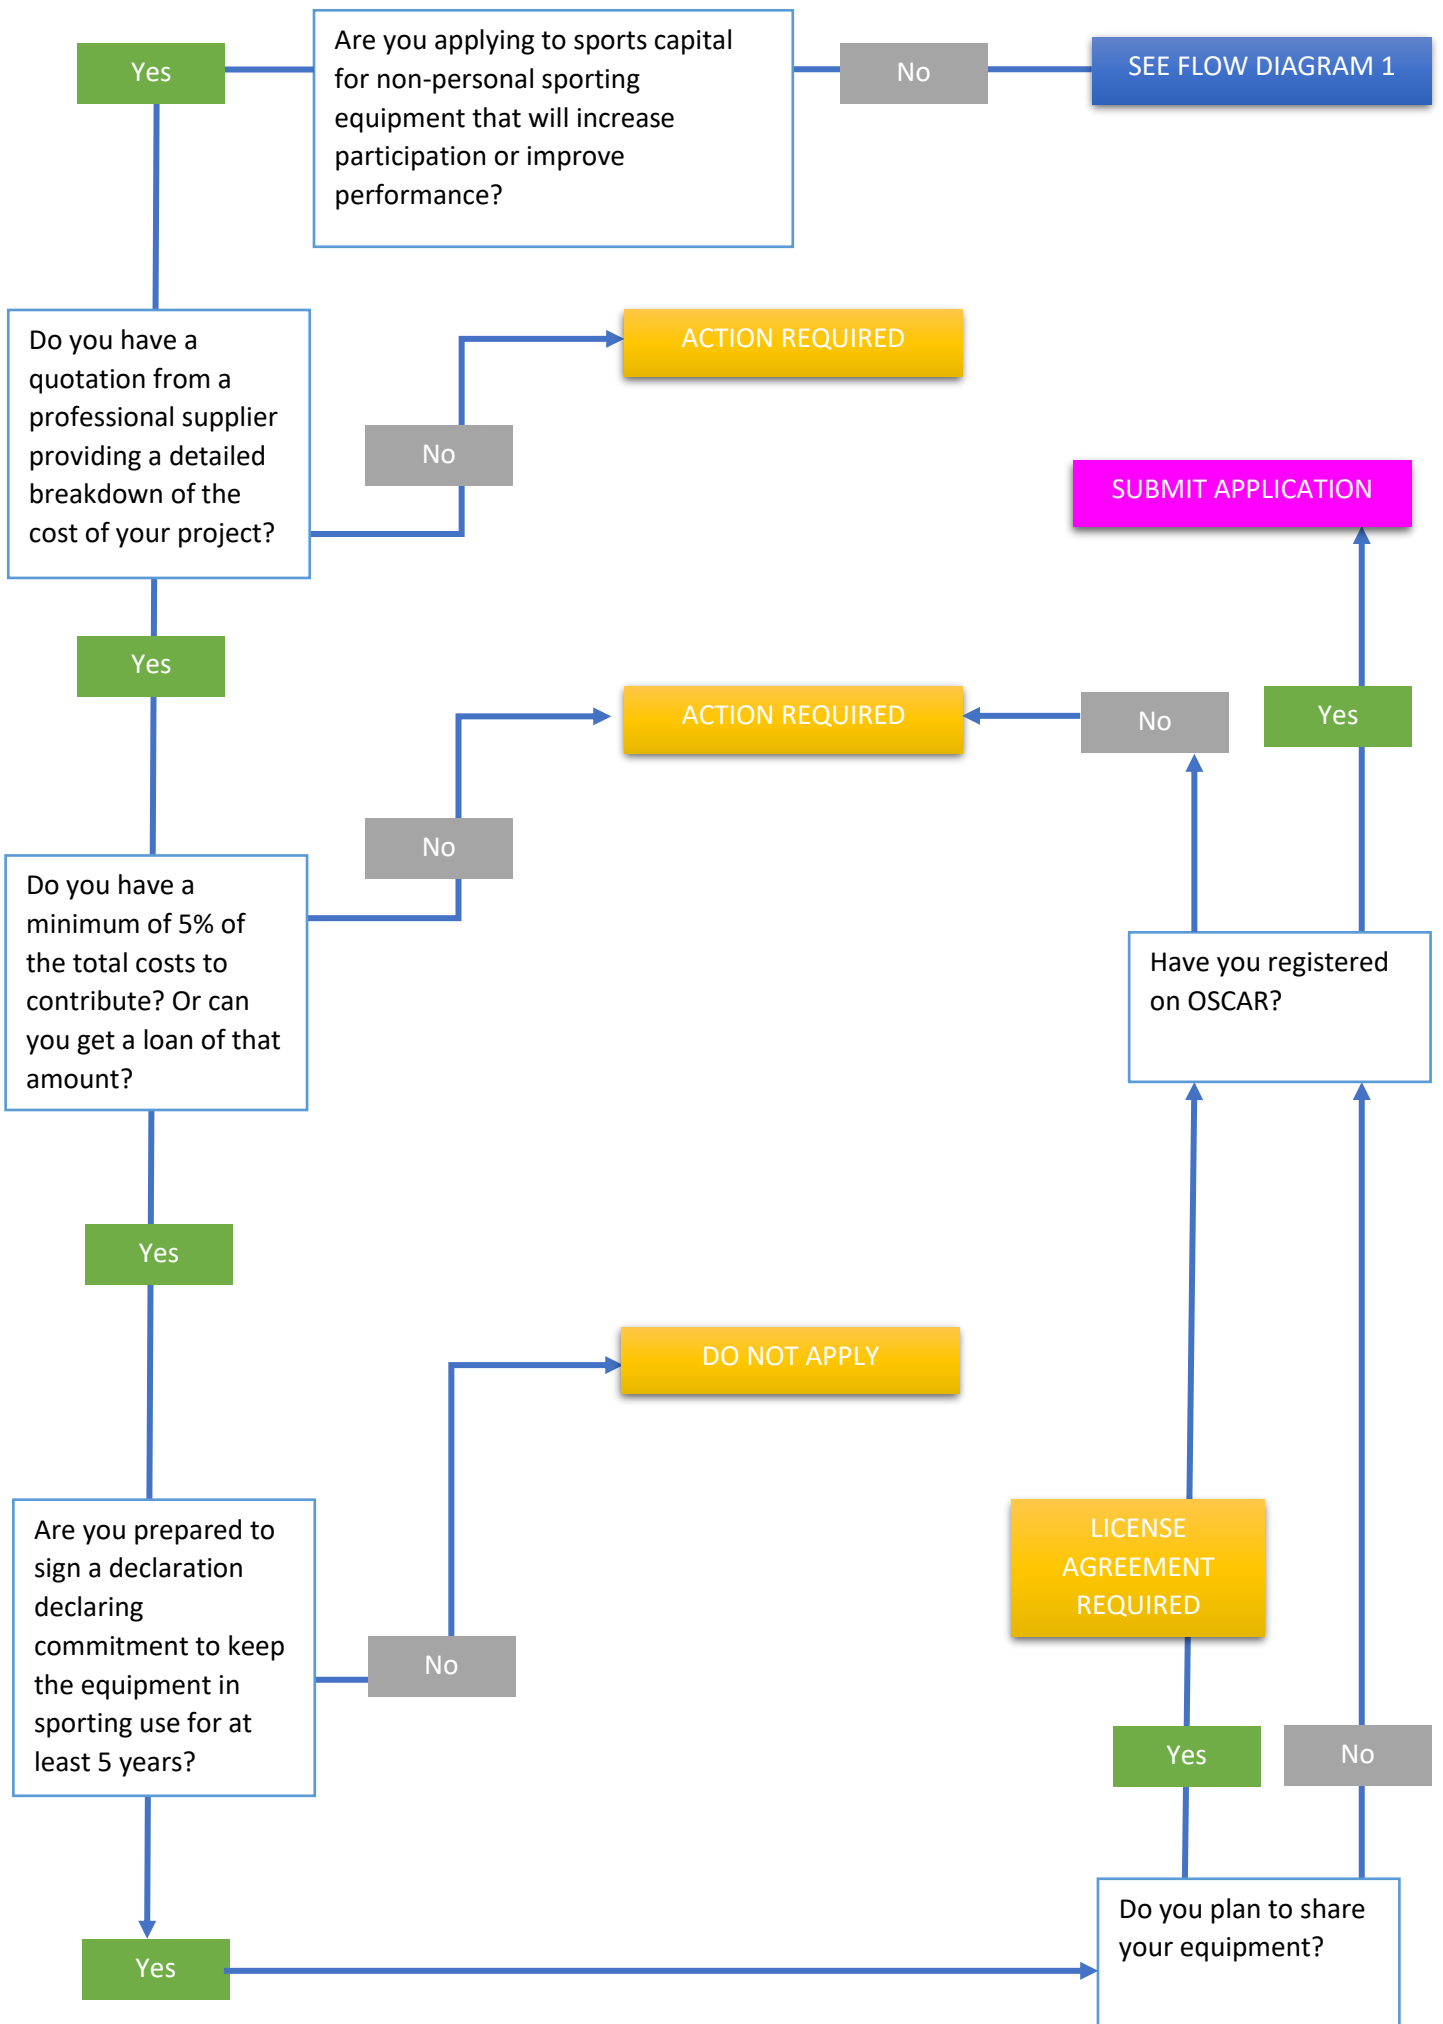 Yes
Are you applying to sports capital
for non-personal sporting
equipment that will increase
participation or improve
performance?
No
SEE FLOW DIAGRAM 1
Do you have a
quotation from a
professional supplier
providing a detailed
breakdown of the
cost of your project?
No
ACTION REQUIRED
SUBMIT APPLICATION
Yes
ACTION REQUIRED
No
Yes
Do you have a
minimum of 5% of
the total costs to
contribute? Or can
you get a loan of that
amount?
No
Have you registered
on OSCAR?
Yes
DO NOT APPLY
Are you prepared to
sign a declaration
declaring
commitment to keep
the equipment in
sporting use for at
least 5 years?
No
LICENSE
AGREEMENT
REQUIRED
Yes
No
Yes
Do you plan to share
your equipment?